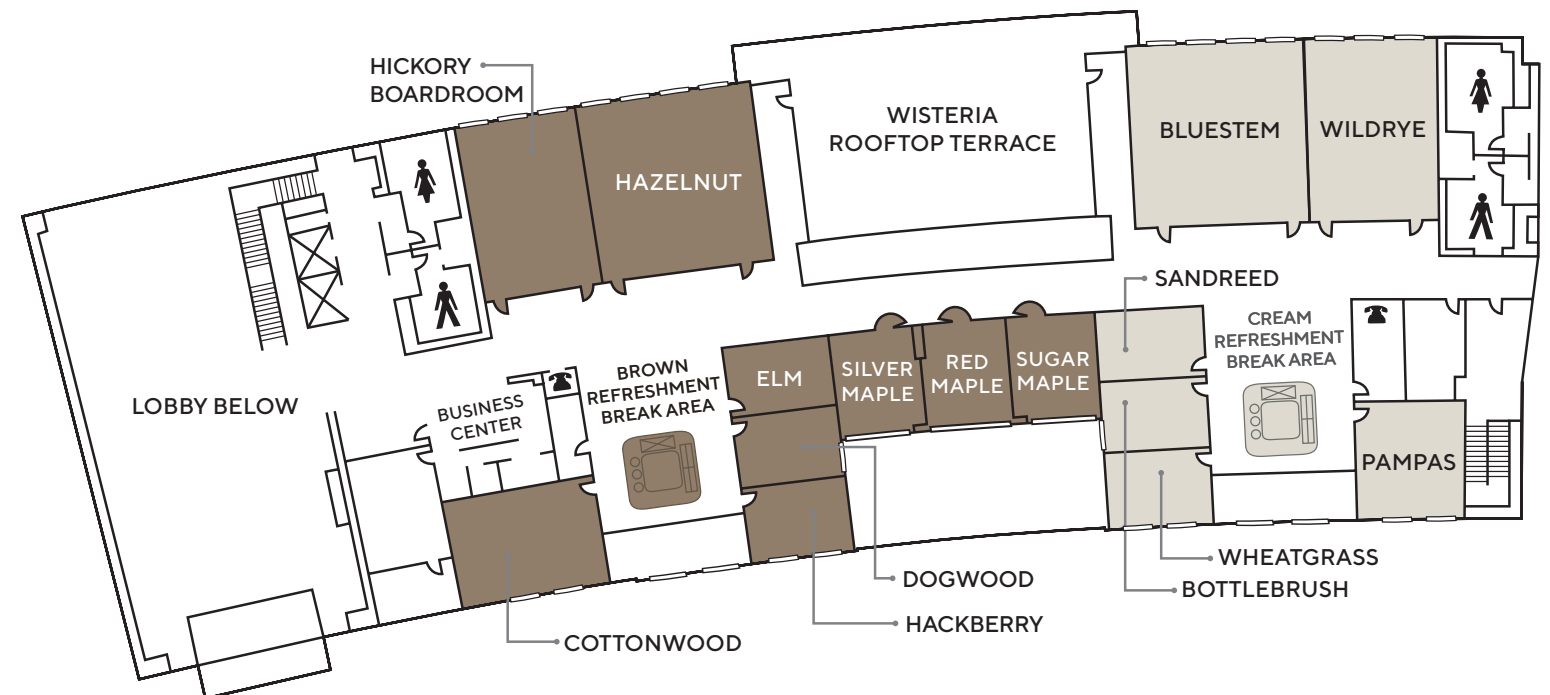 HICKORY
BOARDROOM
HAZELNUT
WISTERIA
ROOFTOP TERRACE
BLUESTEM
WILDRYE
SANDREED
CREAM
REFRESHMENT
BREAK AREA
LOBBY BELOW
BUSINESS
CENTER
BROWN
REFRESHMENT
BREAK AREA
ELM
SILVER
MAPLE
RED
MAPLE
SUGAR
MAPLE
PAMPAS
WHEATGRASS
BOTTLEBRUSH
DOGWOOD
HACKBERRY
COTTONWOOD